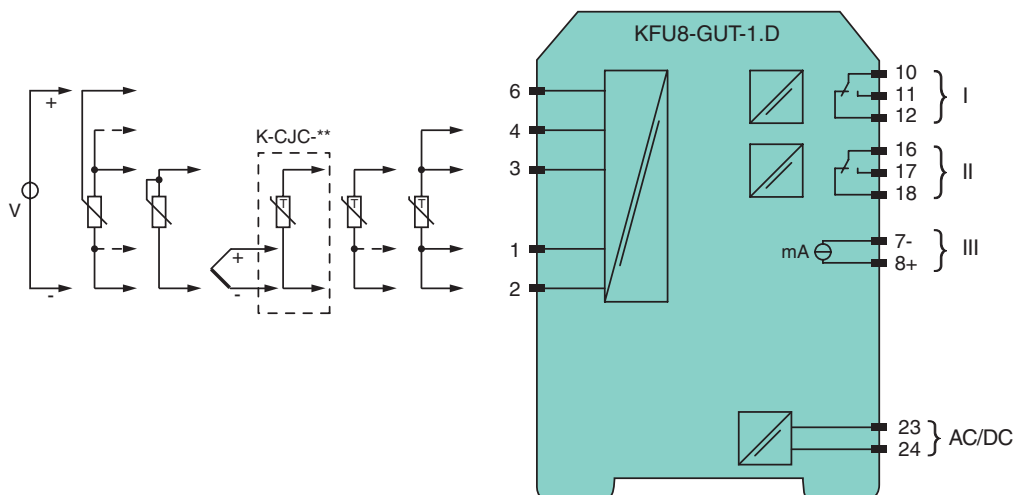 KFU8-GUT-1.D
K-CJC-**
+
V
-
T
T
T
+
-
6
4
3
1
2
10
11
12
I
16
17
18
II
mA
7-
8+
III
23
24
AC/DC